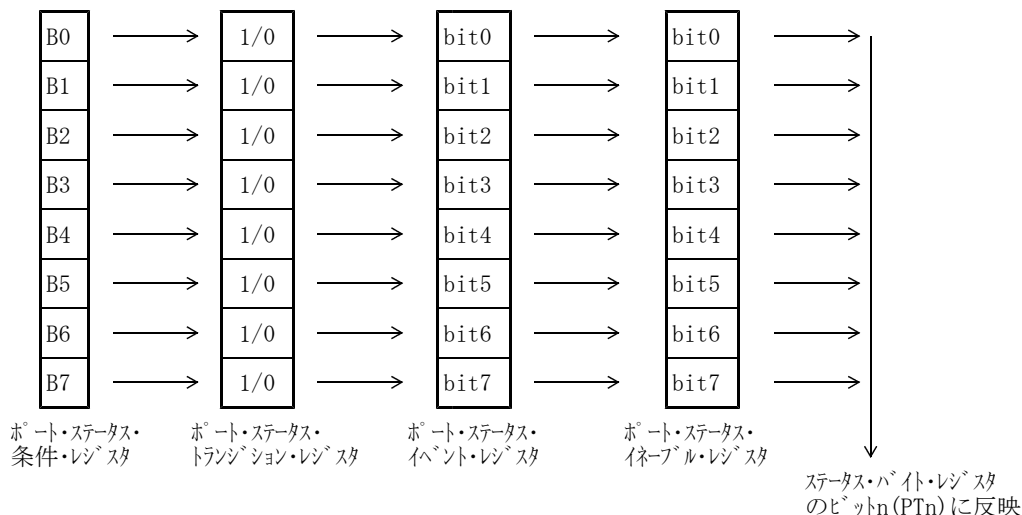 B0 1/0 bit0 bit0
B1 1/0 bit1 bit1
B2 1/0 bit2 bit2
B3 1/0 bit3 bit3
B4 1/0 bit4 bit4
B5 1/0 bit5 bit5
B6 1/0 bit6 bit6
B7 1/0 bit7 bit7
ﾎﾟｰﾄ･ｽﾃｰﾀｽ･
条件･ﾚｼﾞｽﾀ
ﾎﾟｰﾄ･ｽﾃｰﾀｽ･
ﾄﾗﾝｼﾞｼｮﾝ･ﾚｼﾞｽﾀ
ﾎﾟｰﾄ･ｽﾃｰﾀｽ･
ｲﾍﾞﾝﾄ･ﾚｼﾞｽﾀ
ﾎﾟｰﾄ･ｽﾃｰﾀｽ･
ｲﾈｰﾌﾞﾙ･ﾚｼﾞｽﾀ
ｽﾃｰﾀｽ･ﾊﾞｲﾄ･ﾚｼﾞｽﾀ
のﾋﾞｯﾄn(PTn)に反映